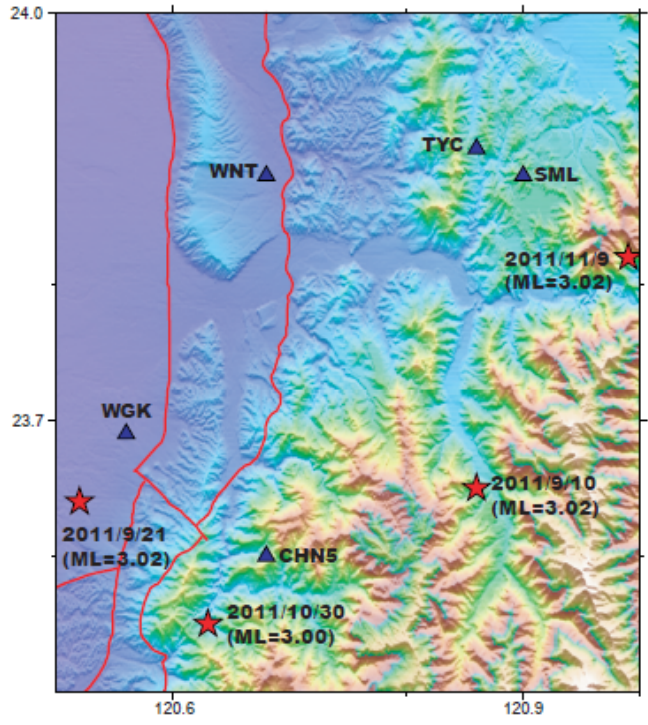 24.0
TYC
WNT
SML
2011/11/9
(ML=3.02)
WGK
23.7
2011/9/10
(ML=3.02)
2011/9/21
(ML=3.02)
CHN5
2011/10/30
(ML=3.00)
120.6
120.9